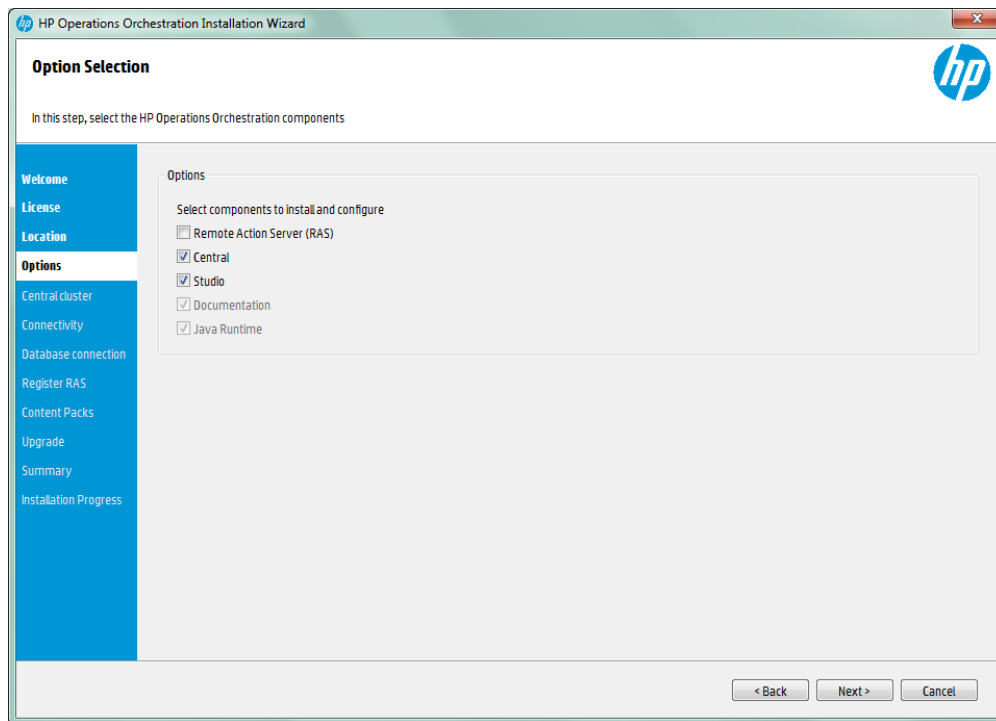 HP Operations Orchestration Installation Wizard
Option Selection
hp
In this step, select the HP Operations Orchestration components
Welcome
License
Location
Options
Central cluster
Connectivity
Database connection
Register RAS
Content Packs
Upgrade
Summary
Installation Progress
Options
Select components to install and configure
Remote Action Server (RAS)
Central
Studio
Documentation
Java Runtime
< Back
Next >
Cancel